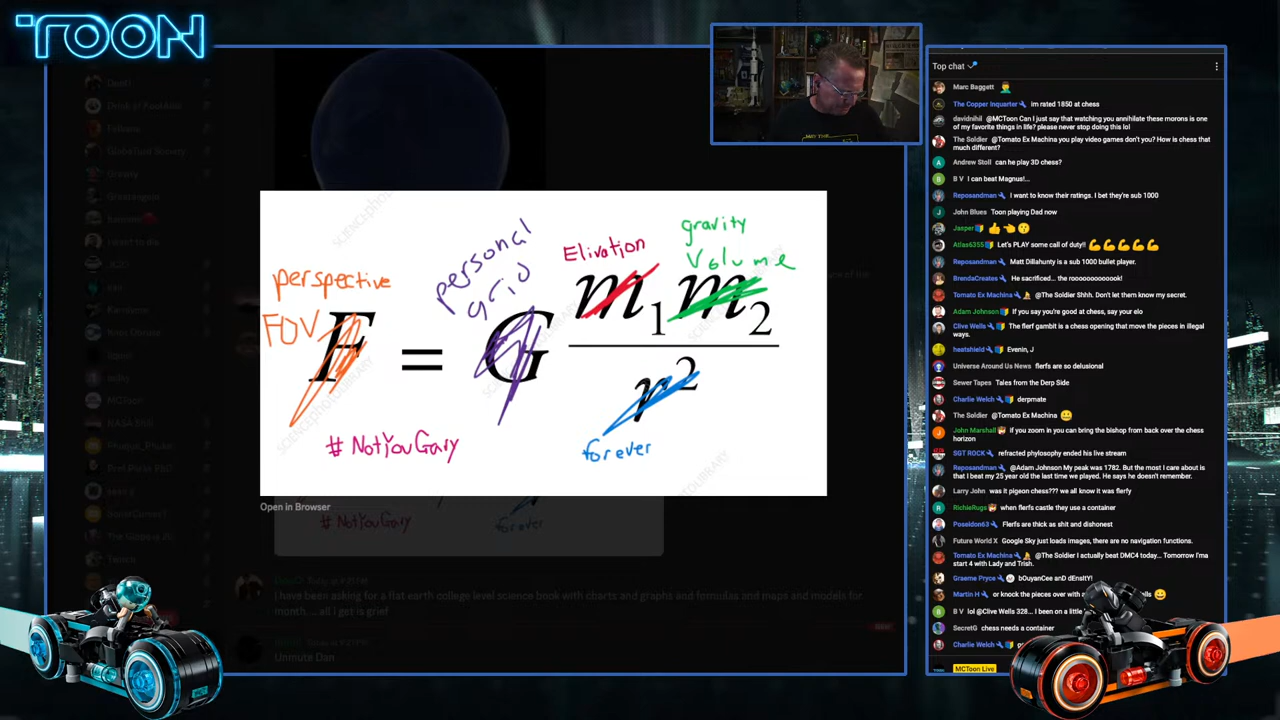 TOON
perspective
FOV
F = G m₁ m₂
r²
personal
grid
Elivation
gravity
Volume
forever
# NotYouGary
SCIENCEPHOTOLIBRARY
Open in Browser
# NotYouGary
forever
I have been asking for a flat earth college level science book with charts and graphs and formulas and maps and models for
month. ...all I get is grief
Unmute Dan
Top chat
Marc Baggett
The Copper Inquarter im rated 1850 at chess
davidnihil @MCToon Can I just say that watching you annihilate these morons is one
of my favorite things in life? please never stop doing this lol
The Soldier @Tomato Ex Machina you play video games don't you? How is chess that
much different?
Andrew Stoll can he play 3D chess?
B V I can beat Magnus!...
Reposandman I want to know their ratings. I bet they're sub 1000
John Blues Toon playing Dad now
Jasper 👍👈😗
Atlas6355 Let's PLAY some call of duty!! 💪💪💪💪💪
Reposandman Matt Dillahunty is a sub 1000 bullet player.
BrendaCreates He sacrificed... the roooooooooook!
Tomato Ex Machina @The Soldier Shhh. Don't let them know my secret.
Adam Johnson If you say you're good at chess, say your elo
Clive Wells The flerf gambit is a chess opening that move the pieces in illegal
ways.
heatshield Evenin, J
Universe Around Us News flerfs are so delusional
Sewer Tapes Tales from the Derp Side
Charlie Welch derpmate
The Soldier @Tomato Ex Machina 😀
John Marshall if you zoom in you can bring the bishop from back over the chess
horizon
SGT ROCK refracted phylosophy ended his live stream
Reposandman @Adam Johnson My peak was 1782. But the most I care about is
that I beat my 25 year old the last time we played. He says he doesn't remember.
Larry John was it pigeon chess??? we all know it was flerfy
RichieRugs when flerfs castle they use a container
Poseidon63 Flerfs are thick as shit and dishonest
Future World X Google Sky just loads images, there are no navigation functions.
Tomato Ex Machina @The Soldier I actually beat DMC4 today... Tomorrow I'ma
start 4 with Lady and Trish.
Graeme Pryce bOuyanCee anD dEnsItY!
Martin H or knock the pieces over with a
B V lol @Clive Wells 328... I been on a little
SecretG chess needs a container
Charlie Welch
MCToon Live